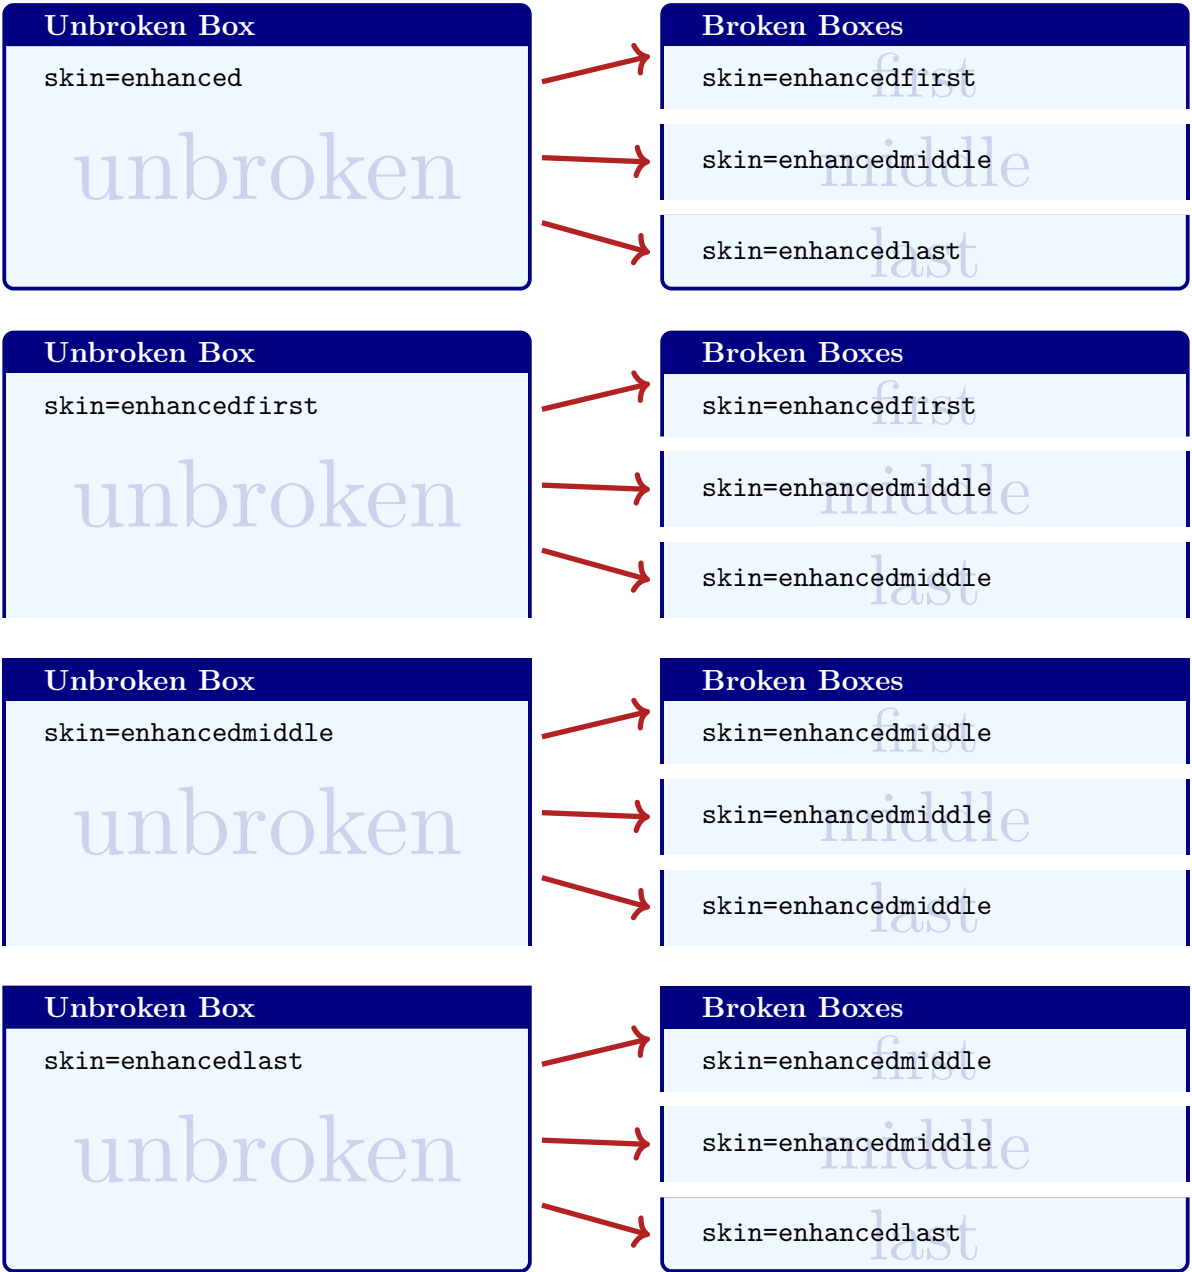 Unbroken Box
skin=enhanced
unbroken
Broken Boxes
first
skin=enhancedfirst
middle
skin=enhancedmiddle
last
skin=enhancedlast
Unbroken Box
skin=enhancedfirst
unbroken
Broken Boxes
first
skin=enhancedfirst
middle
skin=enhancedmiddle
last
skin=enhancedmiddle
Unbroken Box
skin=enhancedmiddle
unbroken
Broken Boxes
first
skin=enhancedmiddle
middle
skin=enhancedmiddle
last
skin=enhancedmiddle
Unbroken Box
skin=enhancedlast
unbroken
Broken Boxes
first
skin=enhancedmiddle
middle
skin=enhancedmiddle
last
skin=enhancedlast